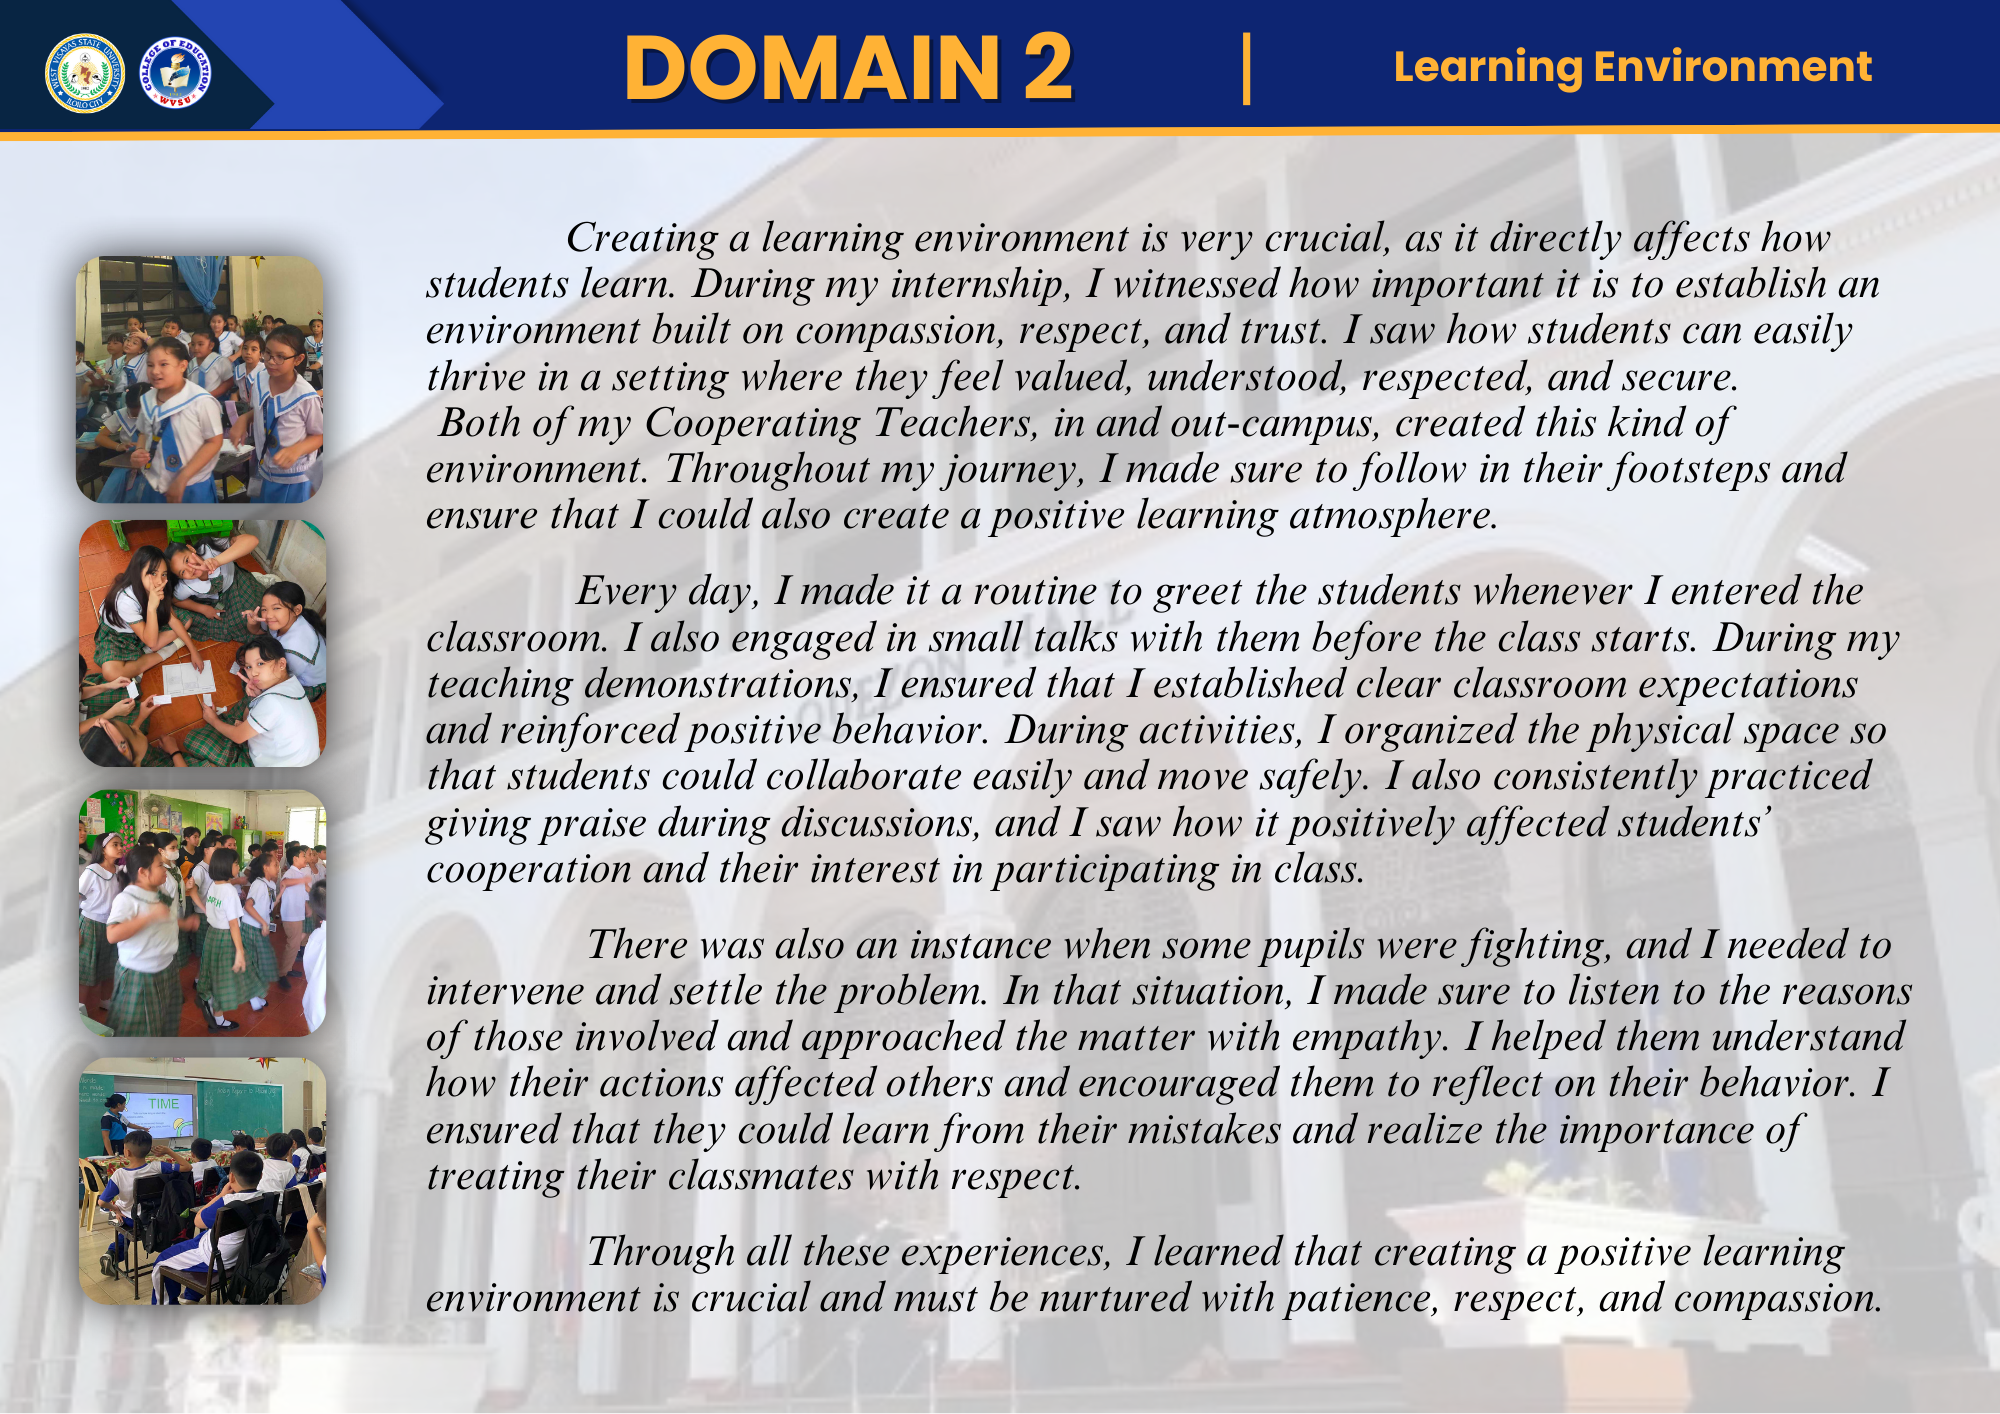 WEST VISAYAS STATE UNIVERSITY
ILOILO CITY
COLLEGE OF EDUCATION
WVSU
DOMAIN 2
Learning Environment
Creating a learning environment is very crucial, as it directly affects how
students learn. During my internship, I witnessed how important it is to establish an
environment built on compassion, respect, and trust. I saw how students can easily
thrive in a setting where they feel valued, understood, respected, and secure.
Both of my Cooperating Teachers, in and out-campus, created this kind of
environment. Throughout my journey, I made sure to follow in their footsteps and
ensure that I could also create a positive learning atmosphere.
Every day, I made it a routine to greet the students whenever I entered the
classroom. I also engaged in small talks with them before the class starts. During my
teaching demonstrations, I ensured that I established clear classroom expectations
and reinforced positive behavior. During activities, I organized the physical space so
that students could collaborate easily and move safely. I also consistently practiced
giving praise during discussions, and I saw how it positively affected students’
cooperation and their interest in participating in class.
There was also an instance when some pupils were fighting, and I needed to
intervene and settle the problem. In that situation, I made sure to listen to the reasons
of those involved and approached the matter with empathy. I helped them understand
how their actions affected others and encouraged them to reflect on their behavior. I
ensured that they could learn from their mistakes and realize the importance of
treating their classmates with respect.
Through all these experiences, I learned that creating a positive learning
environment is crucial and must be nurtured with patience, respect, and compassion.
QUEZON HALL
TIME